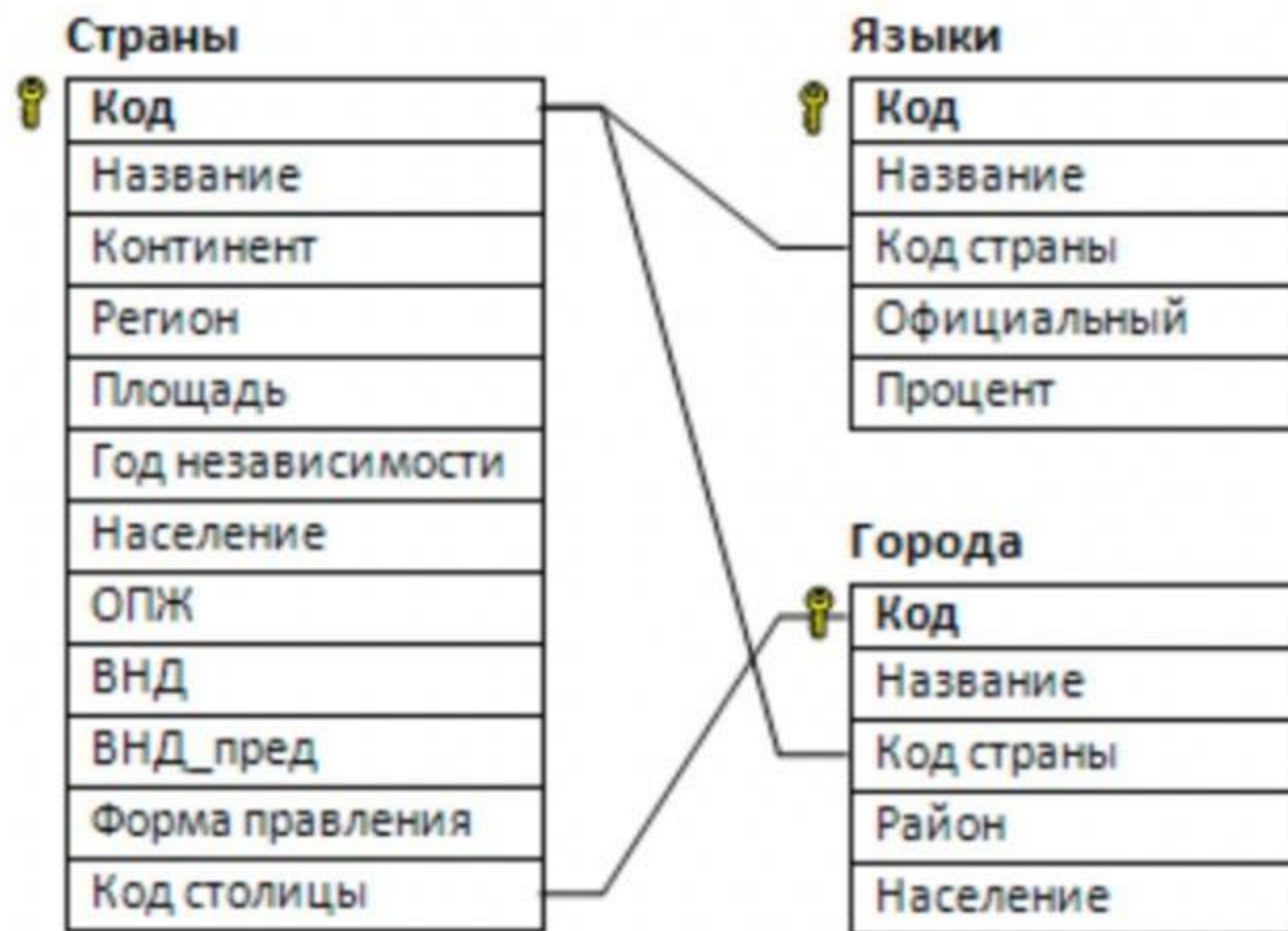 Страны
Код
Название
Континент
Регион
Площадь
Год независимости
Население
ОПЖ
ВНД
ВНД_пред
Форма правления
Код столицы
Языки
Код
Название
Код страны
Официальный
Процент
Города
Код
Название
Код страны
Район
Население